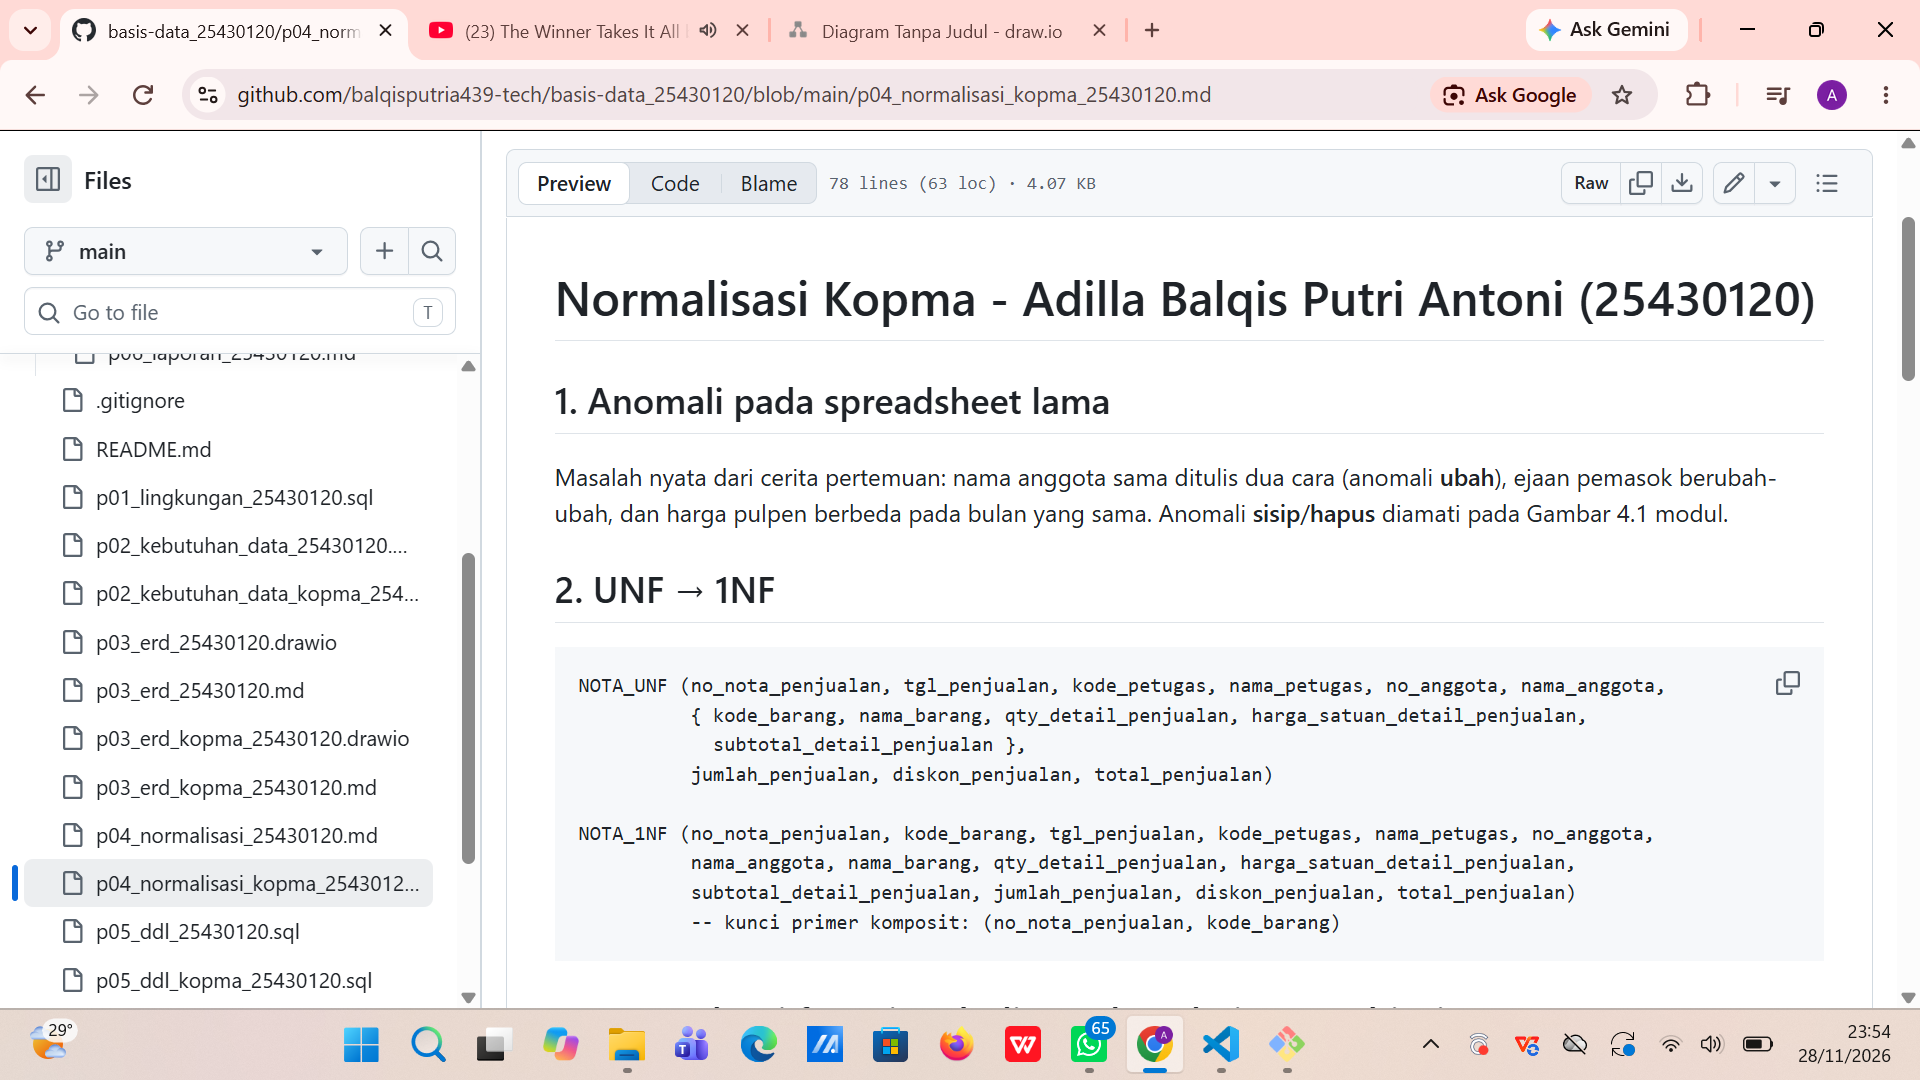 basis-data_25430120/p04_norm
(23) The Winner Takes It All
Diagram Tanpa Judul - draw.io
Ask Gemini
github.com/balqisputria439-tech/basis-data_25430120/blob/main/p04_normalisasi_kopma_25430120.md
Ask Google
A
Files
main
Go to file
T
p06_laporan_25430120.md
.gitignore
README.md
p01_lingkungan_25430120.sql
p02_kebutuhan_data_25430120....
p02_kebutuhan_data_kopma_254...
p03_erd_25430120.drawio
p03_erd_25430120.md
p03_erd_kopma_25430120.drawio
p03_erd_kopma_25430120.md
p04_normalisasi_25430120.md
p04_normalisasi_kopma_2543012...
p05_ddl_25430120.sql
p05_ddl_kopma_25430120.sql
Preview
Code
Blame
78 lines (63 loc) · 4.07 KB
Raw
Normalisasi Kopma - Adilla Balqis Putri Antoni (25430120)
1. Anomali pada spreadsheet lama
Masalah nyata dari cerita pertemuan: nama anggota sama ditulis dua cara (anomali ubah), ejaan pemasok berubah-
ubah, dan harga pulpen berbeda pada bulan yang sama. Anomali sisip/hapus diamati pada Gambar 4.1 modul.
2. UNF → 1NF
NOTA_UNF (no_nota_penjualan, tgl_penjualan, kode_petugas, nama_petugas, no_anggota, nama_anggota,
{ kode_barang, nama_barang, qty_detail_penjualan, harga_satuan_detail_penjualan,
subtotal_detail_penjualan },
jumlah_penjualan, diskon_penjualan, total_penjualan)
NOTA_1NF (no_nota_penjualan, kode_barang, tgl_penjualan, kode_petugas, nama_petugas, no_anggota,
nama_anggota, nama_barang, qty_detail_penjualan, harga_satuan_detail_penjualan,
subtotal_detail_penjualan, jumlah_penjualan, diskon_penjualan, total_penjualan)
-- kunci primer komposit: (no_nota_penjualan, kode_barang)
29°
65
23:54
28/11/2026